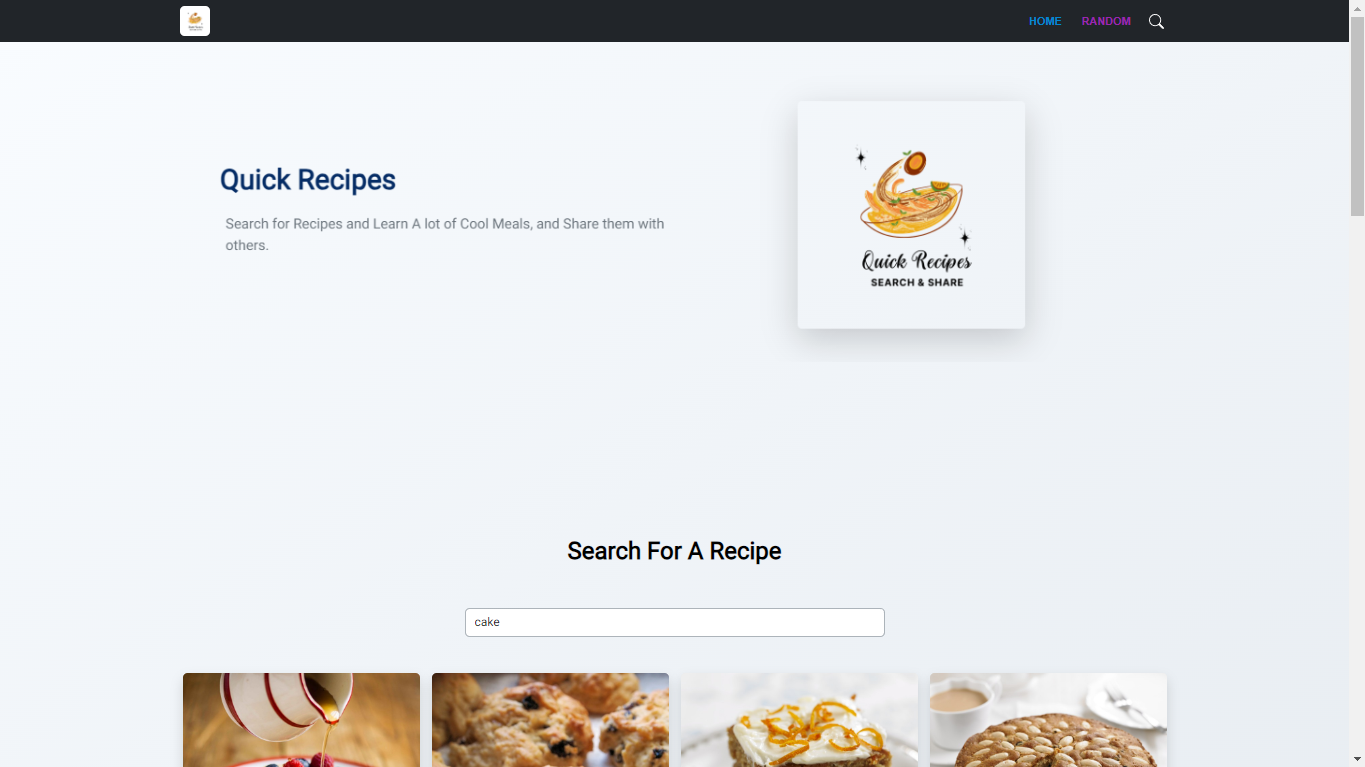 HOME RANDOM
Quick Recipes
Search for Recipes and Learn A lot of Cool Meals, and Share them with
others.
Quick Recipes
SEARCH & SHARE
Search For A Recipe
cake